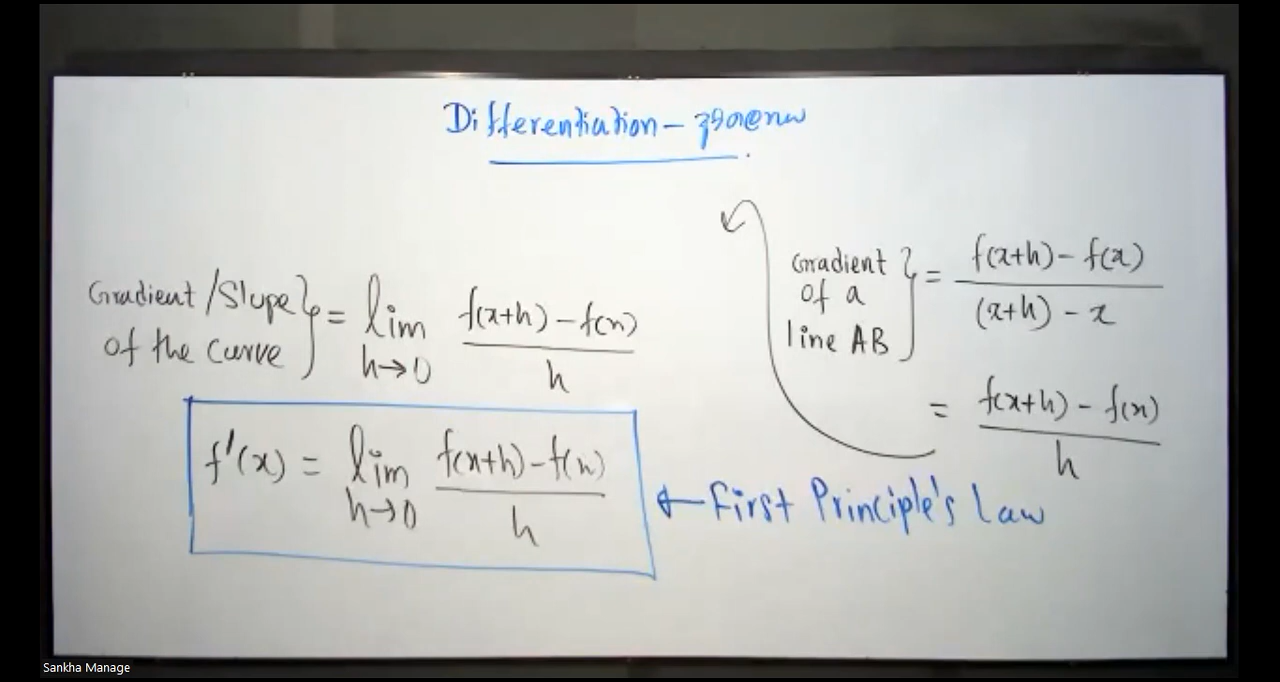 Differentiation –
Gradient / Slope } = lim f(x+h) – f(x)
of the curve h→0 h
f'(x) = lim f(x+h) – f(x)
h→0 h
← First Principle's Law
Gradient } = f(x+h) – f(x)
of a (x+h) – x
line AB
= f(x+h) – f(x)
h
Sankha Manage